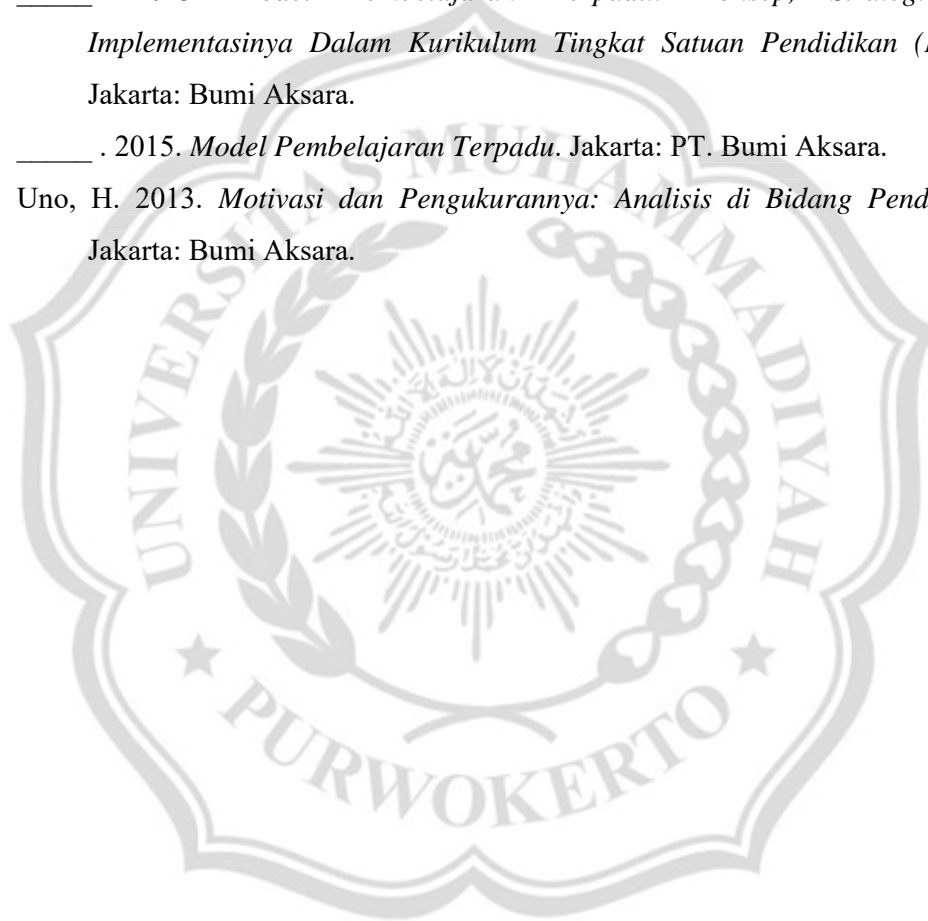 Implementasinya Dalam Kurikulum Tingkat Satuan Pendidikan
Jakarta: Bumi Aksara.
_____ . 2015. Model Pembelajaran Terpadu. Jakarta: PT. Bumi Aksara.
Uno, H. 2013. Motivasi dan Pengukurannya: Analisis di Bidang
Jakarta: Bumi Aksara.
UNIVERSITAS MUHAMMADIYAH
PURWOKERTO